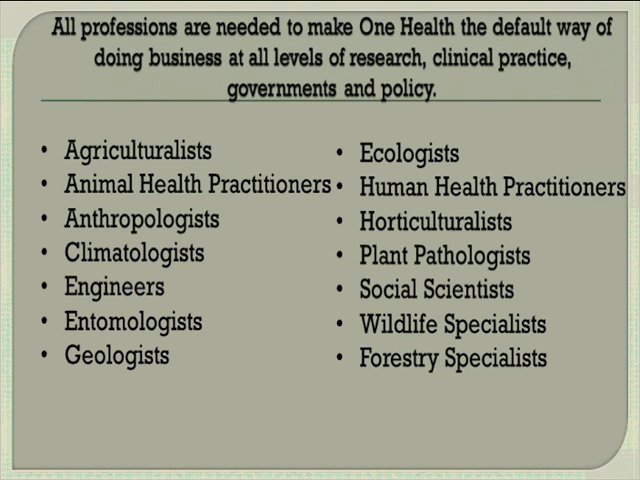 All professions are needed to make One Health the default way of
doing business at all levels of research, clinical practice,
governments and policy.
• Agriculturalists
• Animal Health Practitioners
• Anthropologists
• Climatologists
• Engineers
• Entomologists
• Geologists
• Ecologists
• Human Health Practitioners
• Horticulturalists
• Plant Pathologists
• Social Scientists
• Wildlife Specialists
• Forestry Specialists